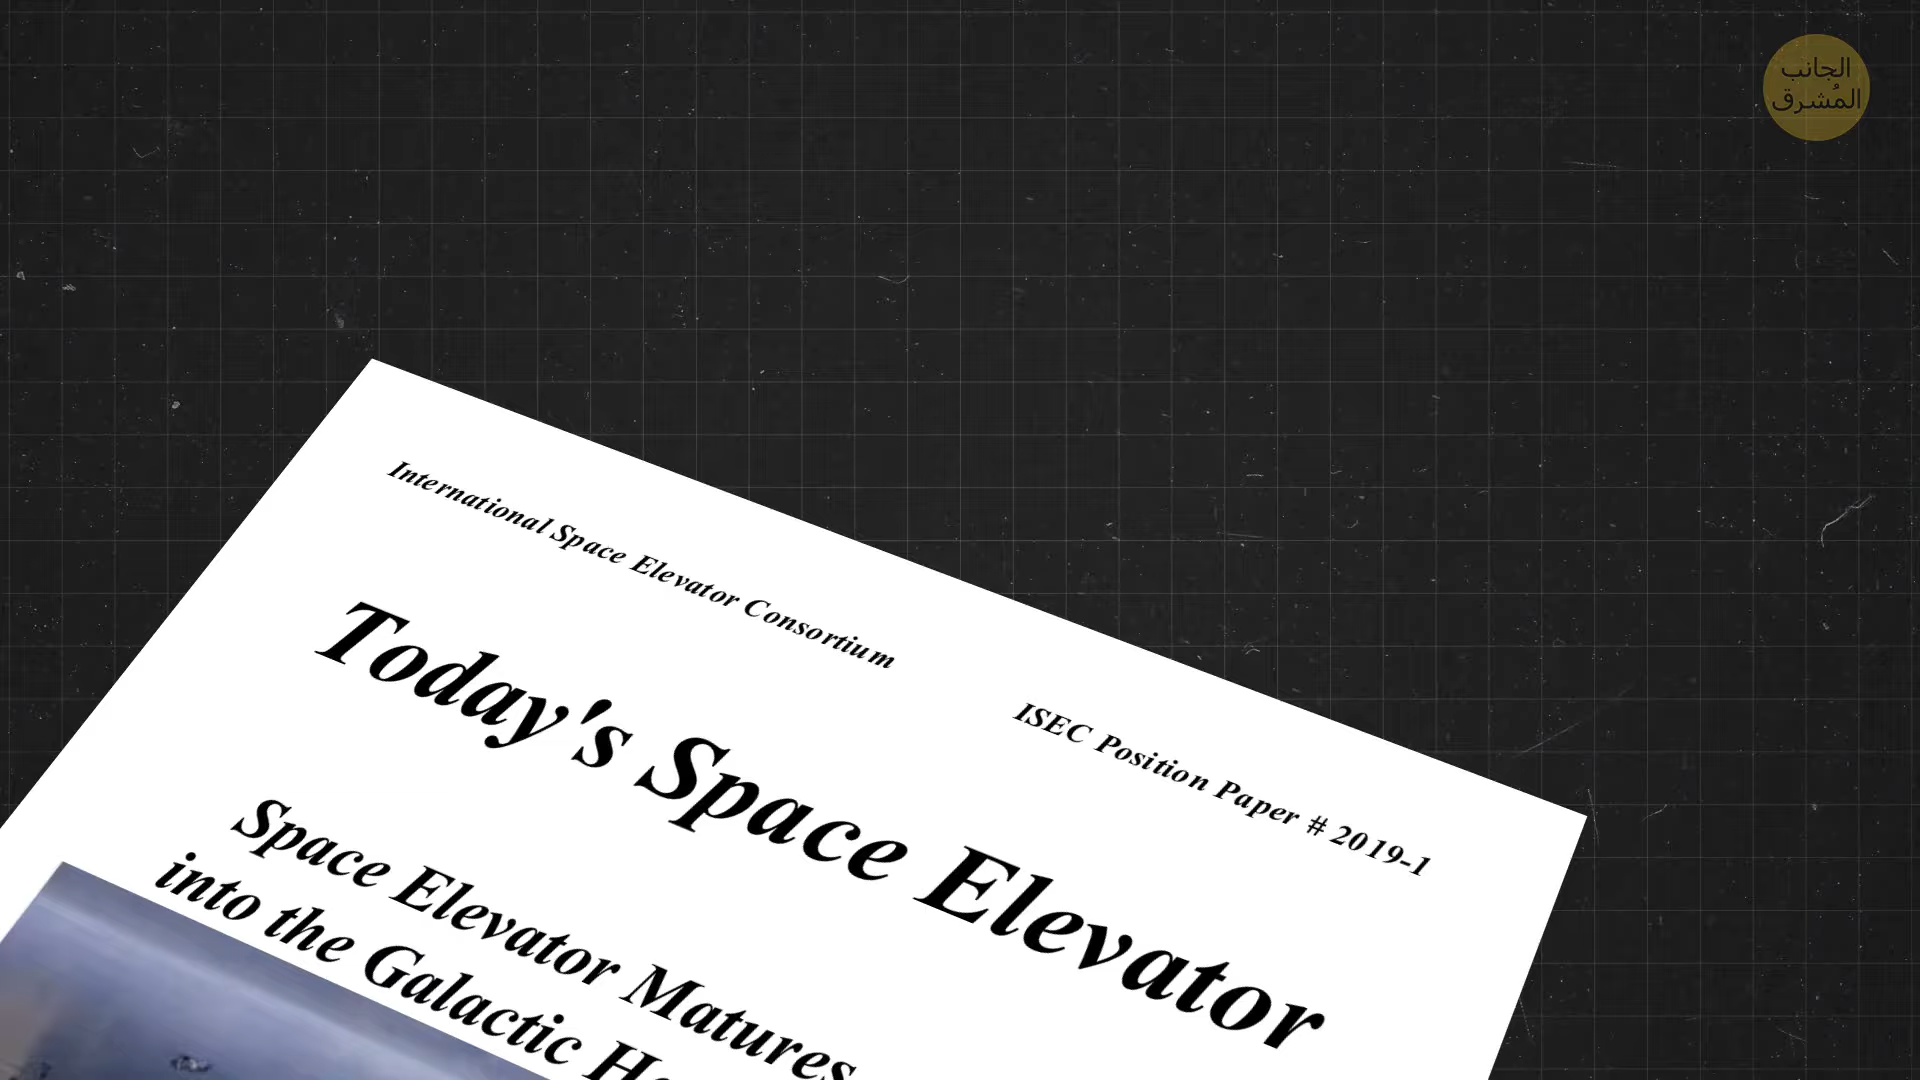 الجانب
المُشرق
International Space Elevator Consortium
ISEC Position Paper # 2019-1
Today's Space Elevator
Space Elevator Matures
into the Galactic